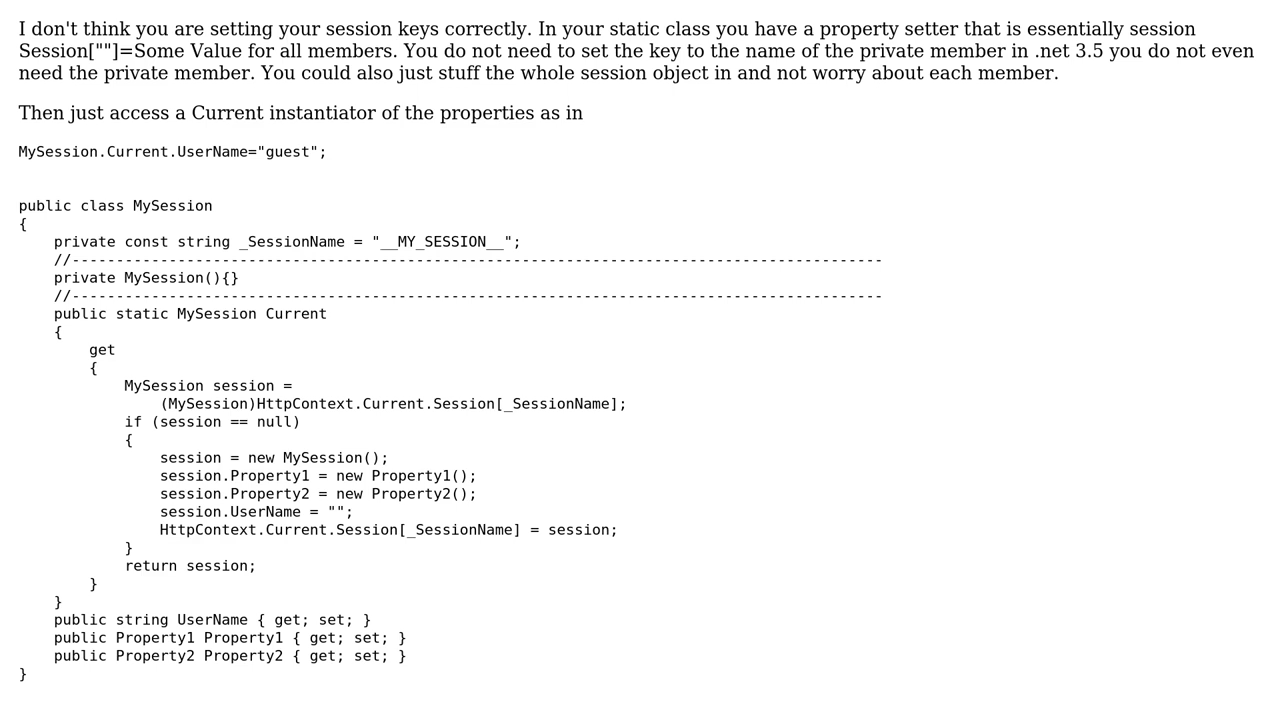 I don't think you are setting your session keys correctly. In your static class you have a property setter that is essentially session
Session[""]=Some Value for all members. You do not need to set the key to the name of the private member in .net 3.5 you do not even
need the private member. You could also just stuff the whole session object in and not worry about each member.
Then just access a Current instantiator of the properties as in
MySession.Current.UserName="guest";
public class MySession
{
    private const string _SessionName = "__MY_SESSION__";
    //--------------------------------------------------------------------------------------------
    private MySession(){}
    //--------------------------------------------------------------------------------------------
    public static MySession Current
    {
        get
        {
            MySession session =
                (MySession)HttpContext.Current.Session[_SessionName];
            if (session == null)
            {
                session = new MySession();
                session.Property1 = new Property1();
                session.Property2 = new Property2();
                session.UserName = "";
                HttpContext.Current.Session[_SessionName] = session;
            }
            return session;
        }
    }
    public string UserName { get; set; }
    public Property1 Property1 { get; set; }
    public Property2 Property2 { get; set; }
}